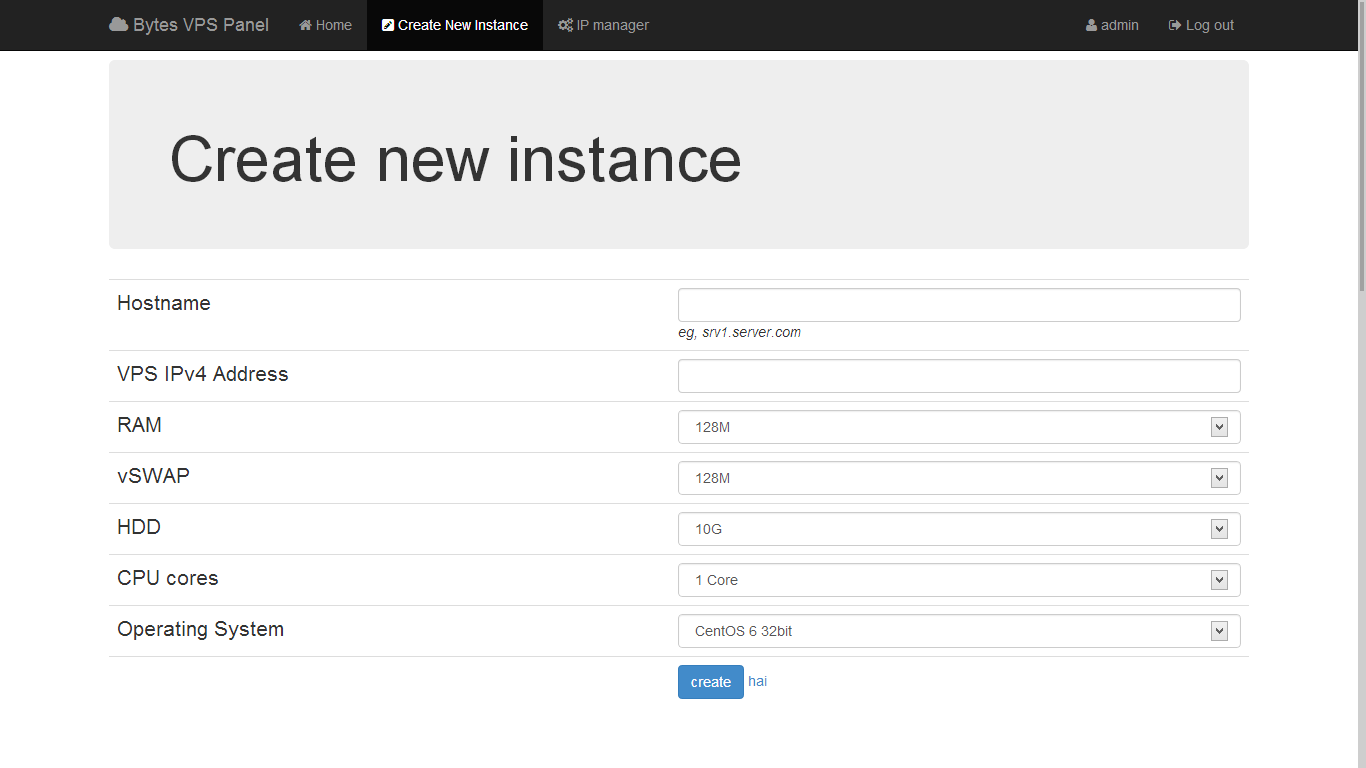 Bytes VPS Panel Home Create New Instance IP manager admin Log out
Create new instance
Hostname
eg, srv1.server.com
VPS IPv4 Address
RAM 128M
vSWAP 128M
HDD 10G
CPU cores 1 Core
Operating System CentOS 6 32bit
create hai